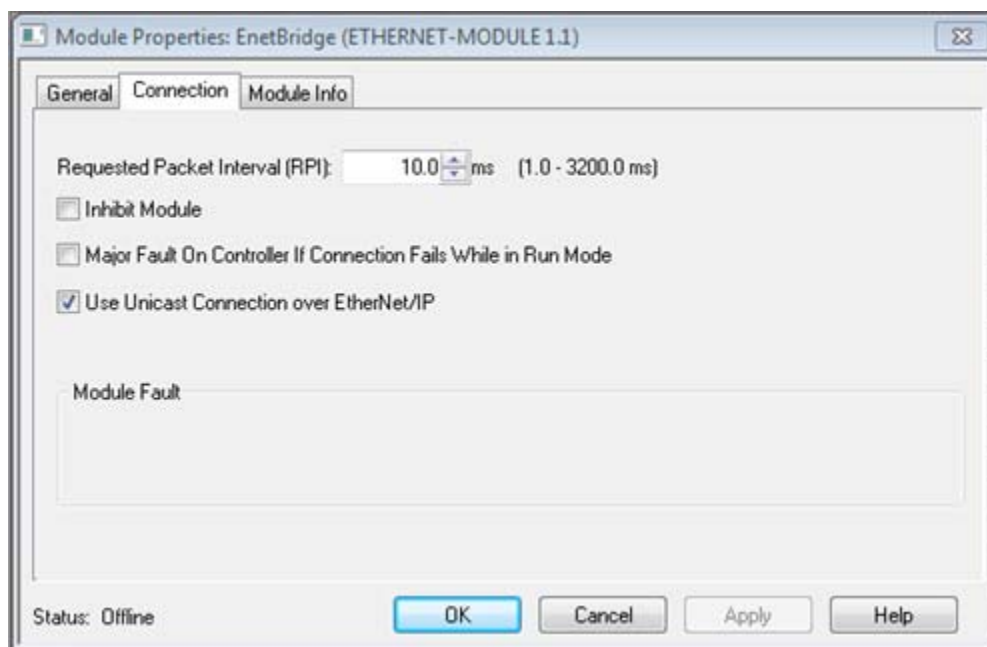 Module Properties: EnetBridge (ETHERNET-MODULE 1.1)
General Connection Module Info
Requested Packet Interval (RPI): 10.0 ms (1.0 - 3200.0 ms)
Inhibit Module
Major Fault On Controller If Connection Fails While in Run Mode
Use Unicast Connection over EtherNet/IP
Module Fault
Status: Offline OK Cancel Apply Help